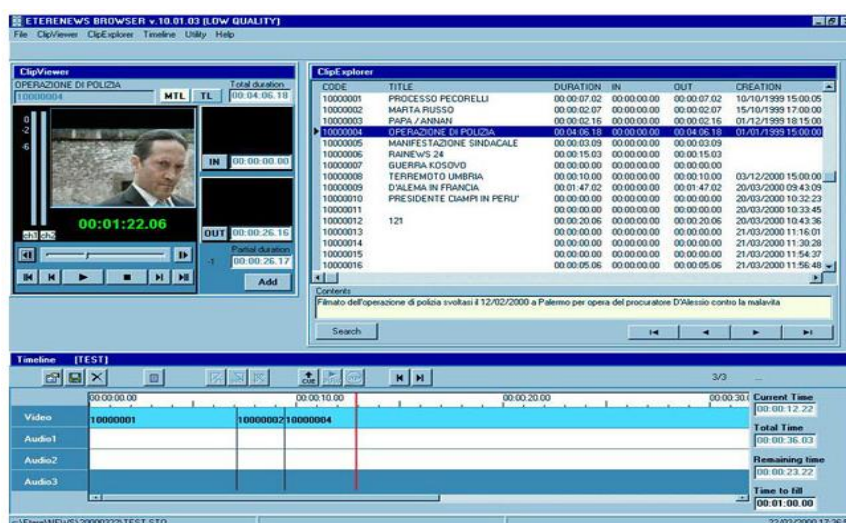 ETERENEWS BROWSER v.10.01.03 (LOW QUALITY)
File ClipViewer ClipExplorer Timeline Utility Help
ClipViewer
OPERAZIONE DI POLIZIA
Total duration
10000004 MTL TL 00:04:06.18
0
-2
-6
IN 00:00:00.00
00:01:22.06
ch1 ch2
OUT 00:00:26.16
Partial duration
-1 00:00:26.17
Add
ClipExplorer
CODE TITLE DURATION IN OUT CREATION
10000001 PROCESSO PECORELLI 00:00:07.02 00:00:00.00 00:00:07.02 10/10/1999 15:00:05
10000002 MARTA RUSSO 00:00:02.07 00:00:00.00 00:00:02.07 15/10/1999 17:00:00
10000003 PAPA / ANNAN 00:00:02.16 00:00:00.00 00:00:02.16 01/12/1999 18:15:00
10000004 OPERAZIONE DI POLIZIA 00:04:06.18 00:00:00.00 00:04:06.18 01/01/1999 15:00:00
10000005 MANIFESTAZIONE SINDACALE 00:00:03.09 00:00:00.00 00:00:03.09
10000006 RAINEWS 24 00:00:15.03 00:00:00.00 00:00:15.03
10000007 GUERRA KOSOVO 00:00:00.00 00:00:00.00 00:00:00.00
10000008 TERREMOTO UMBRIA 00:00:10.00 00:00:00.00 00:00:10.00 03/12/2000 15:00:00
10000009 D'ALEMA IN FRANCIA 00:01:47.02 00:00:00.00 00:01:47.02 20/03/2000 09:43:09
10000010 PRESIDENTE CIAMPI IN PERU' 00:00:00.00 00:00:00.00 00:00:00.00 20/03/2000 10:32:23
10000011 00:00:00.00 00:00:00.00 00:00:00.00 20/03/2000 10:33:45
10000012 121 00:00:20.06 00:00:00.00 00:00:20.06 20/03/2000 10:43:36
10000013 00:00:00.00 00:00:00.00 00:00:00.00 21/03/2000 11:16:01
10000014 00:00:00.00 00:00:00.00 00:00:00.00 21/03/2000 11:30:28
10000015 00:00:00.00 00:00:00.00 00:00:00.00 21/03/2000 11:54:37
10000016 00:00:05.06 00:00:00.00 00:00:05.06 21/03/2000 11:56:48
Contents
Filmato dell'operazione di polizia svoltasi il 12/02/2000 a Palermo per opera del procuratore D'Alessio contro la malavita
Search
Timeline [TEST]
CUE
3/3 ...
00:00:00.00 00:00:10.00 00:00:20.00 00:00:30.0
Video 10000001 10000002 10000004
Audio1
Audio2
Audio3
Current Time
00:00:12.22
Total Time
00:00:36.03
Remaining time
00:00:23.22
Time to fill
00:01:00.00